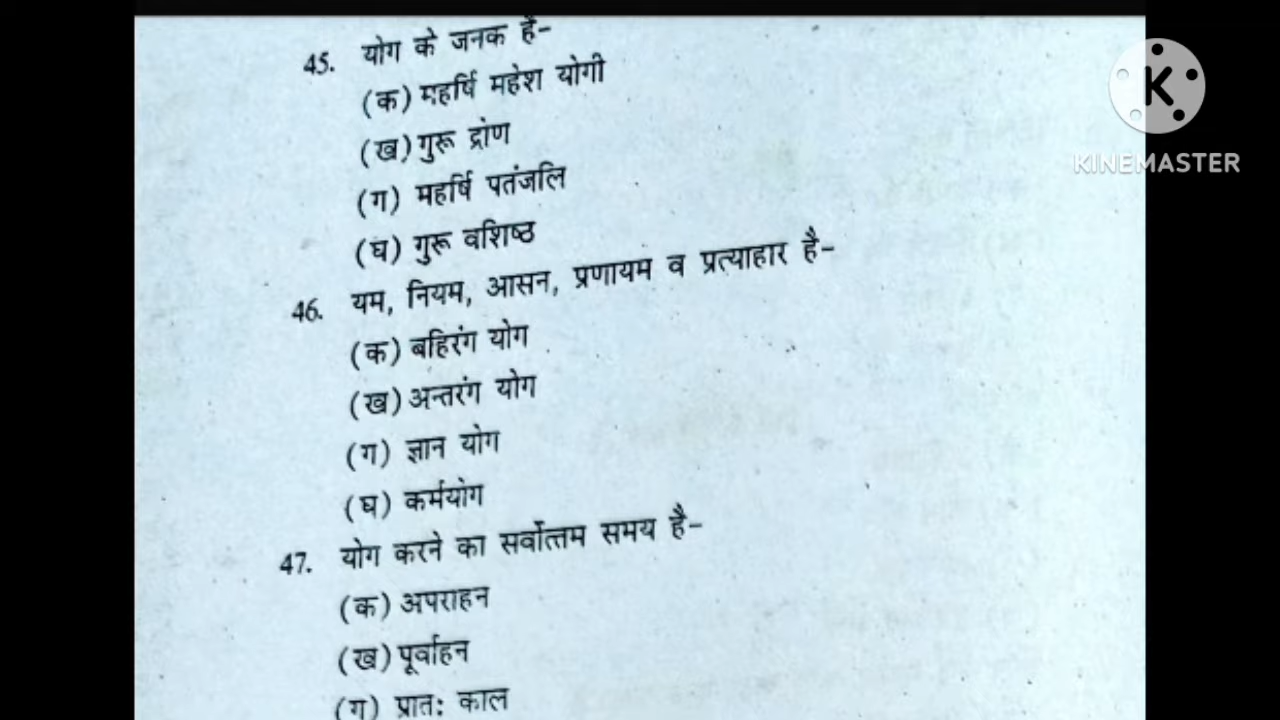 45. योग के जनक है-
(क) महर्षि महेश योगी
(ख) गुरू द्रोण
(ग) महर्षि पतंजलि
(घ) गुरू वशिष्ठ
46. यम, नियम, आसन, प्रणायम व प्रत्याहार है-
(क) बहिरंग योग
(ख) अन्तरंग योग
(ग) ज्ञान योग
(घ) कर्मयोग
47. योग करने का सर्वोत्तम समय है-
(क) अपराहन
(ख) पूर्वाहन
(ग) प्रातः काल
K
KINEMASTER